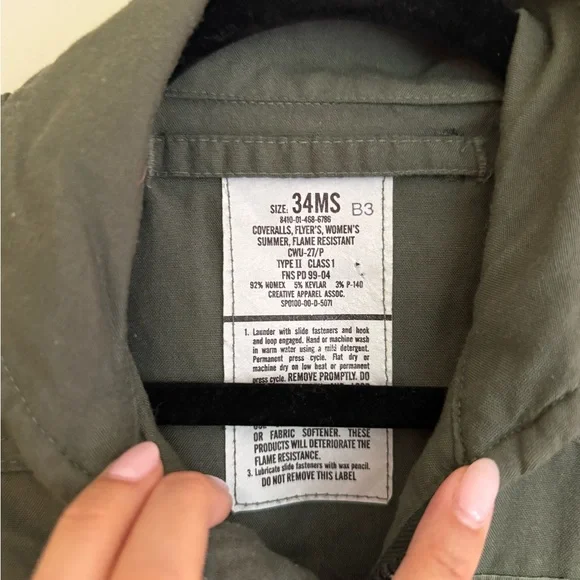 SIZE: 34MS B3
8410-01-468-6786
COVERALLS, FLYER'S, WOMEN'S
SUMMER, FLAME RESISTANT
CWU-27/P
TYPE II CLASS 1
FNS PD 99-04
92% NOMEX 5% KEVLAR 3% P-140
CREATIVE APPAREL ASSOC.
SPO100-00-D-5071
1. Launder with slide fasteners and hook
and loop engaged. Hand or machine wash
in warm water using a mild detergent.
Permanent press cycle. Flat dry or
machine dry on low heat or permanent
press cycle. REMOVE PROMPTLY. DO
OR FABRIC SOFTENER. THESE
PRODUCTS WILL DETERIORATE THE
FLAME RESISTANCE.
3. Lubricate slide fasteners with wax pencil.
DO NOT REMOVE THIS LABEL